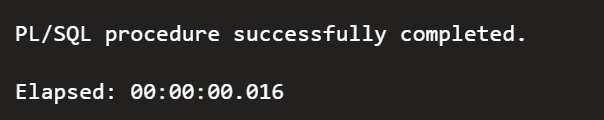 PL/SQL procedure successfully completed.
Elapsed: 00:00:00.016